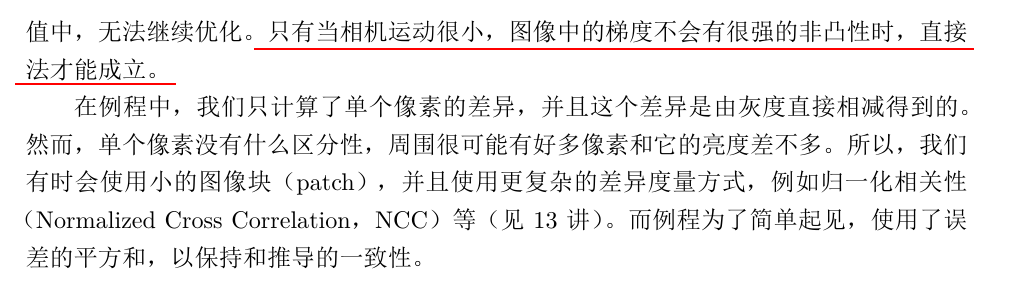 值中，无法继续优化。只有当相机运动很小，图像中的梯度不会有很强的非凸性时，直接
法才能成立。
在例程中，我们只计算了单个像素的差异，并且这个差异是由灰度直接相减得到的。
然而，单个像素没有什么区分性，周围很可能有好多像素和它的亮度差不多。所以，我们
有时会使用小的图像块（patch），并且使用更复杂的差异度量方式，例如归一化相关性
（Normalized Cross Correlation，NCC）等（见 13 讲）。而例程为了简单起见，使用了误
差的平方和，以保持和推导的一致性。